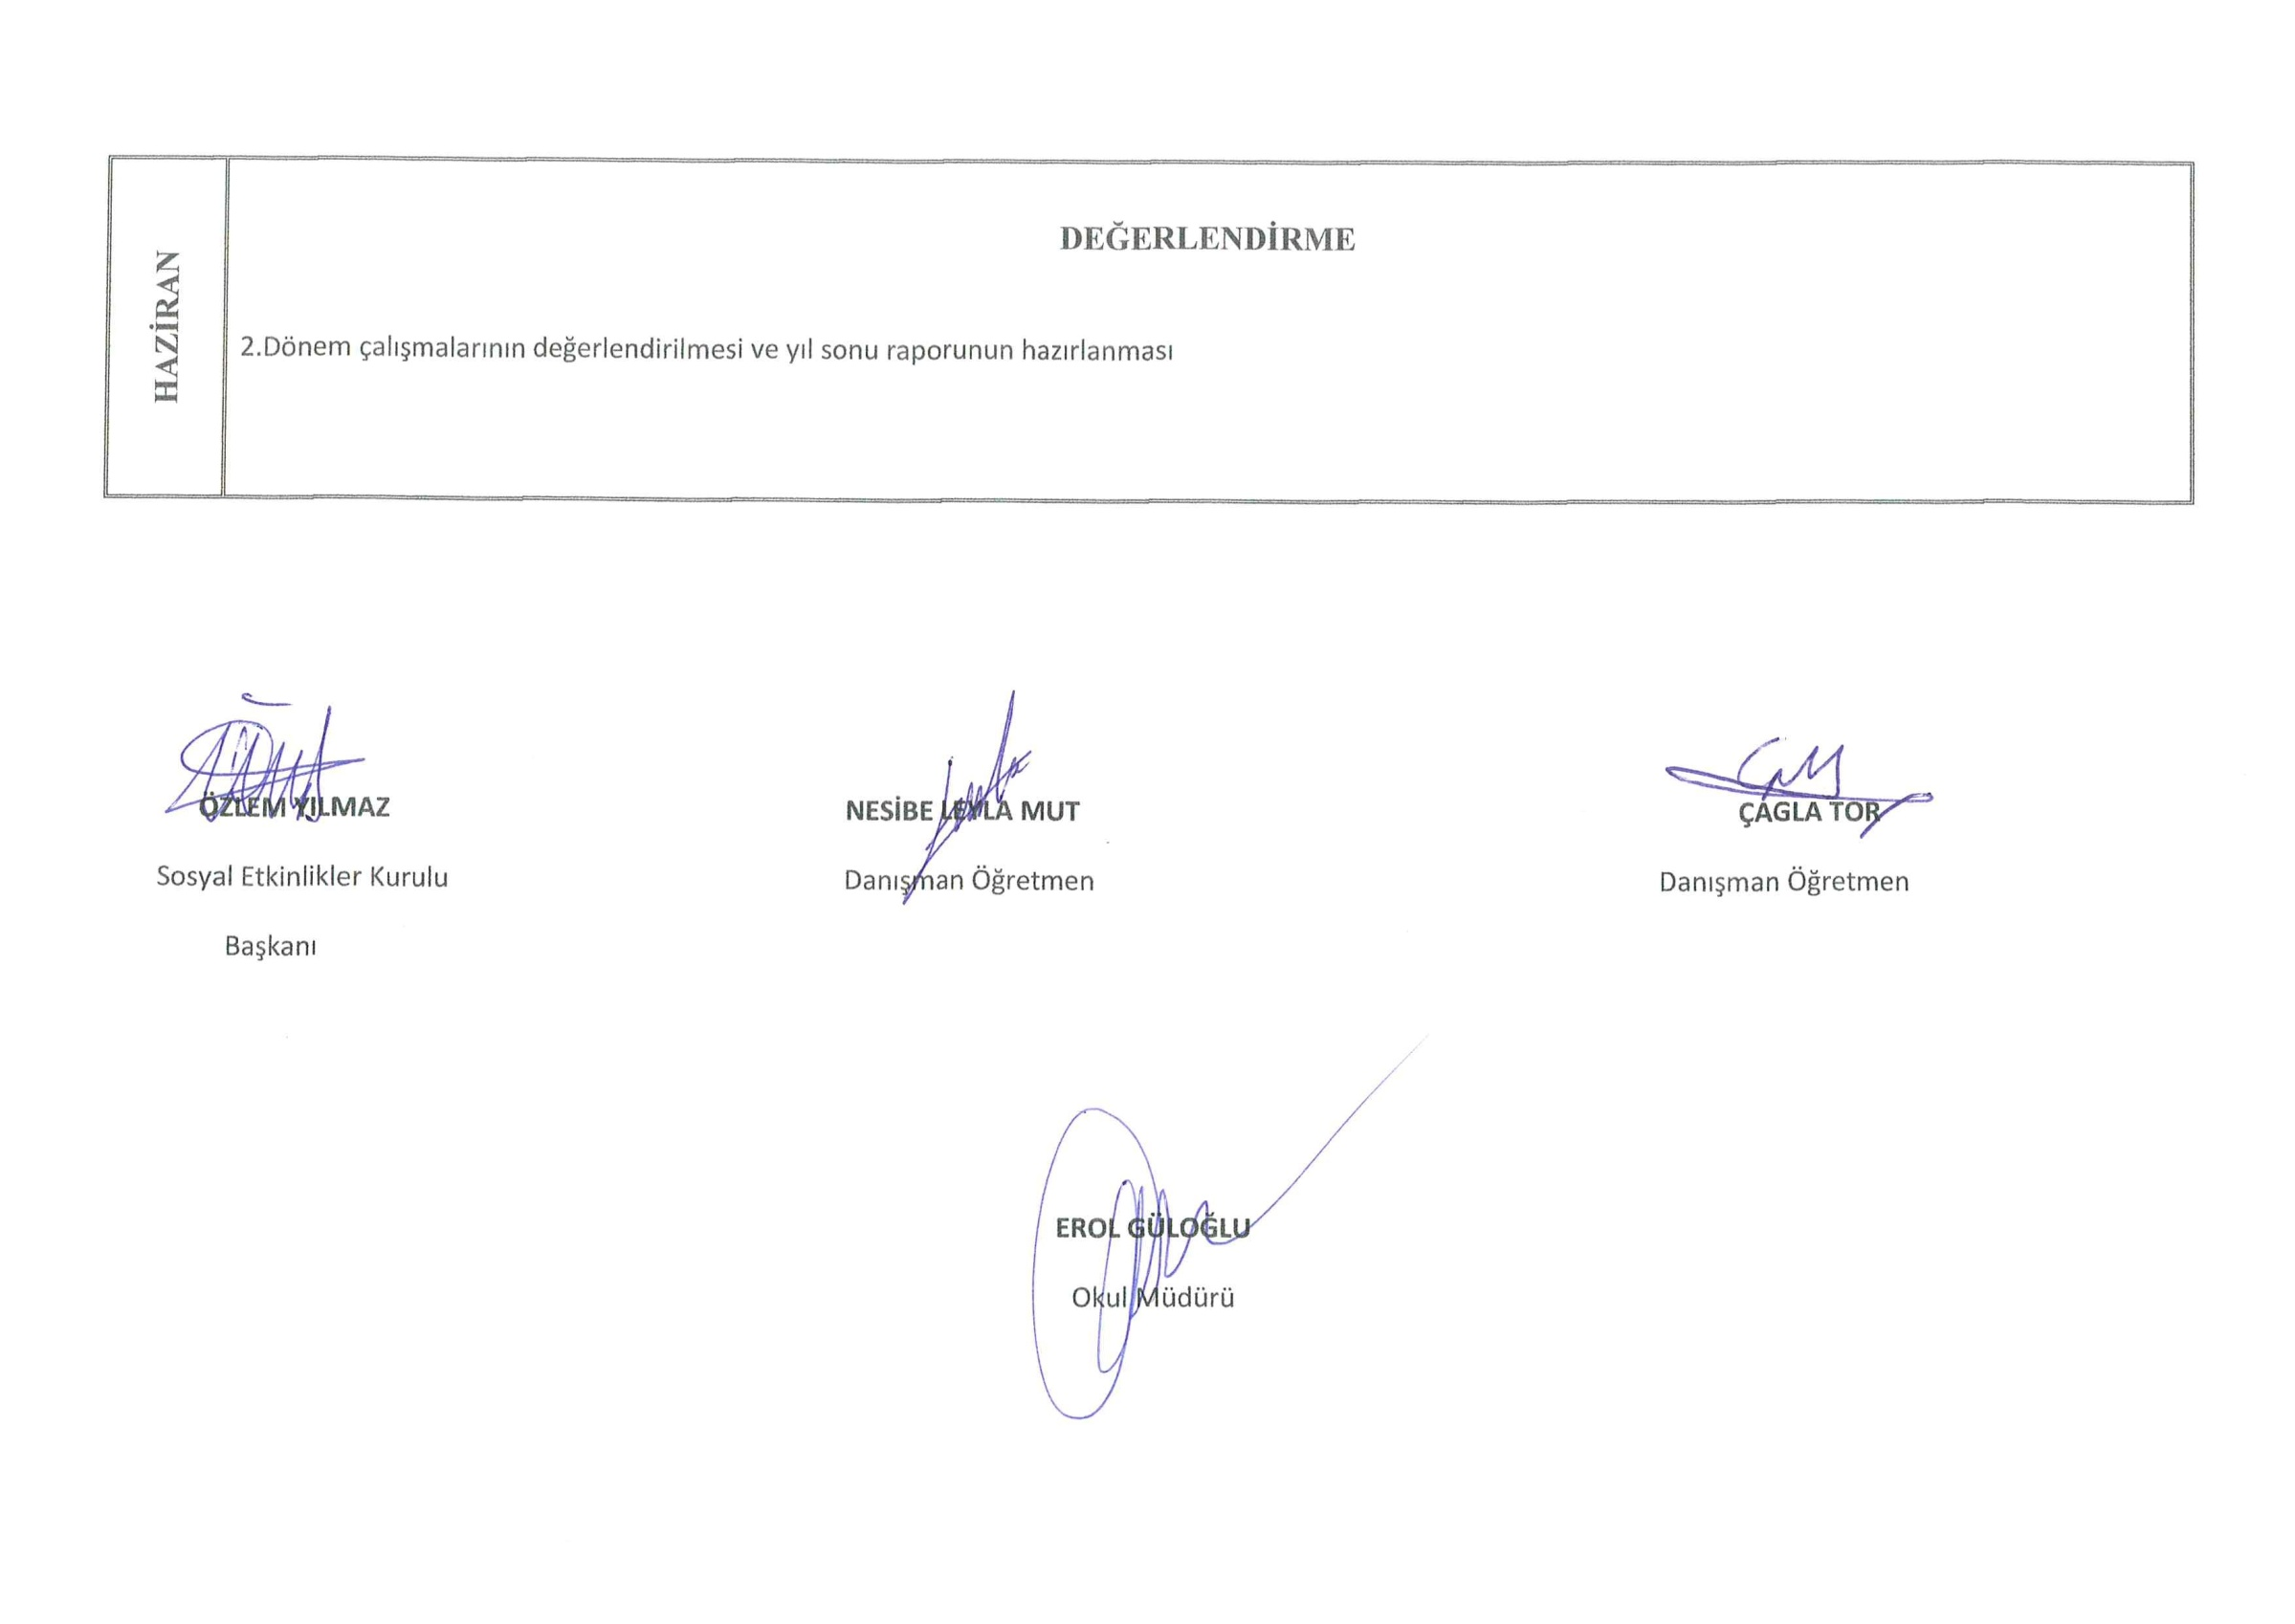 HAZİRAN
DEĞERLENDİRME
2.Dönem çalışmalarının değerlendirilmesi ve yıl sonu raporunun hazırlanması
ÖZLEM YILMAZ
NESİBE LEYLA MUT
ÇAGLA TOR
Sosyal Etkinlikler Kurulu
Danışman Öğretmen
Danışman Öğretmen
Başkanı
EROL GÜLOĞLU
Okul Müdürü